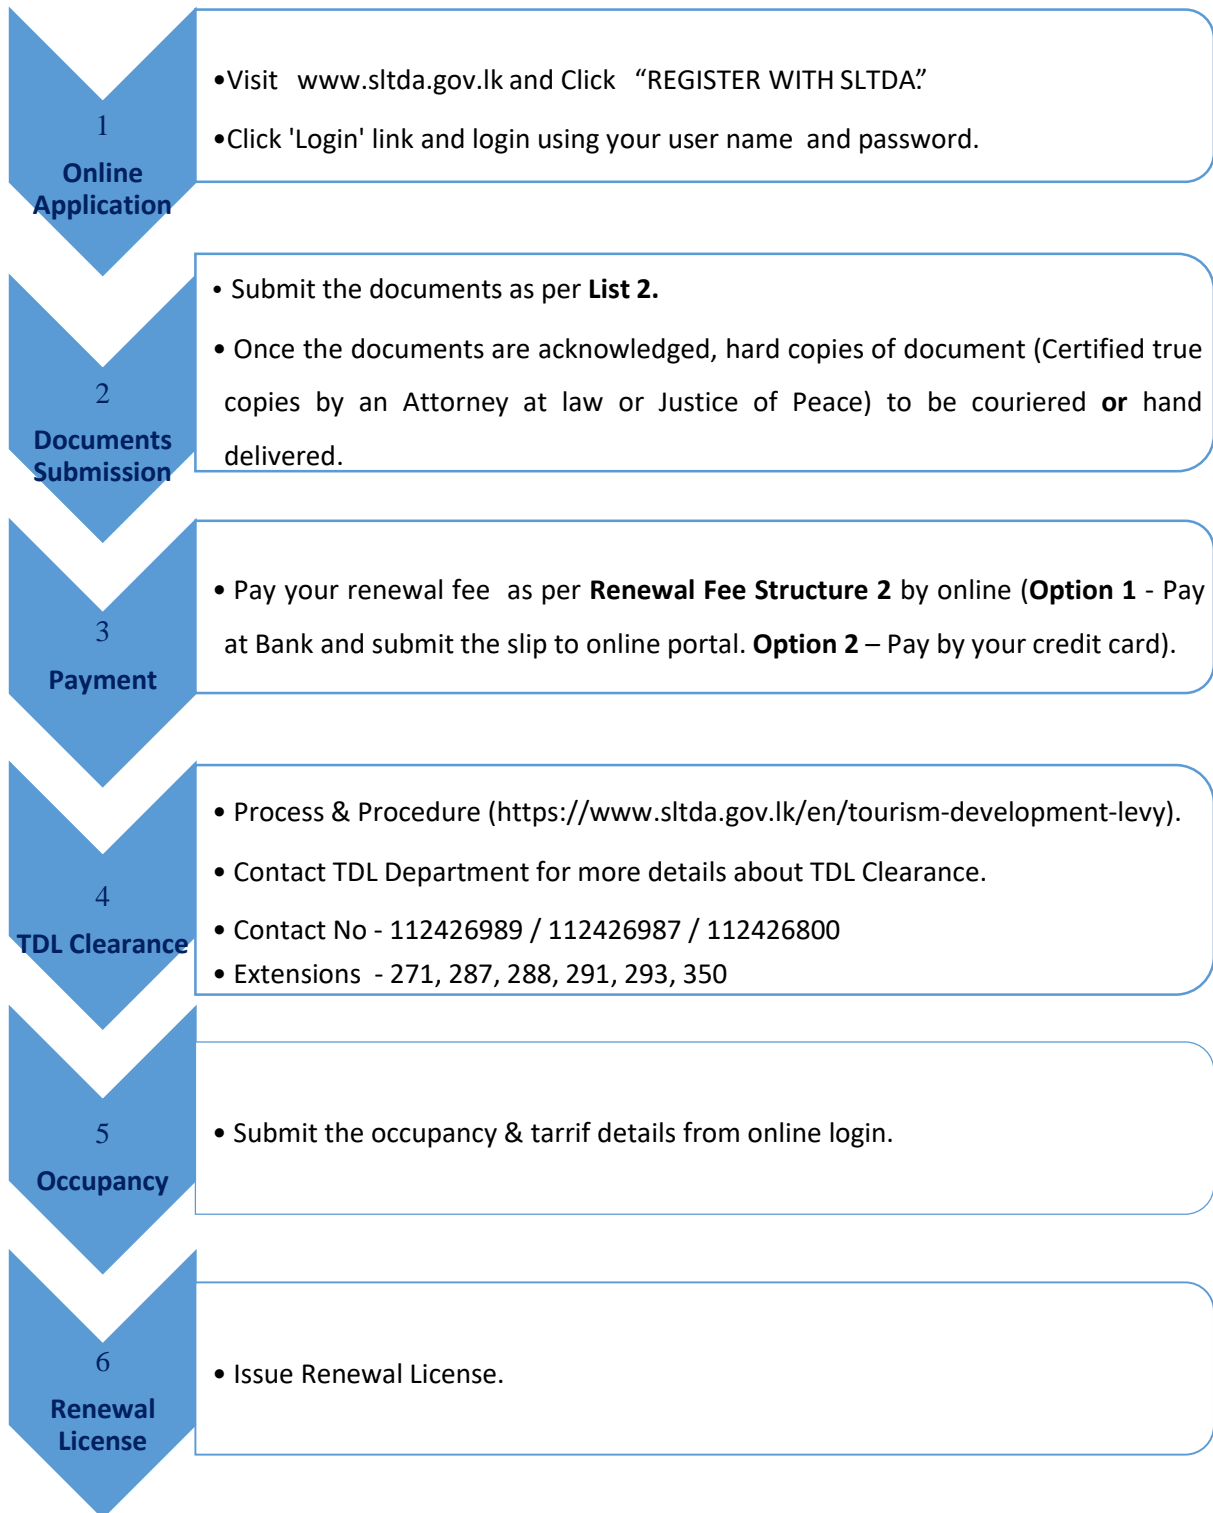 •Visit www.sltda.gov.lk and Click “REGISTER WITH SLTDA”.
•Click 'Login' link and login using your user name and password.
1
Online
Application
• Submit the documents as per List 2.
• Once the documents are acknowledged, hard copies of document (Certified true
copies by an Attorney at law or Justice of Peace) to be couriered or hand
delivered.
2
Documents
Submission
• Pay your renewal fee as per Renewal Fee Structure 2 by online (Option 1 - Pay
at Bank and submit the slip to online portal. Option 2 – Pay by your credit card).
3
Payment
• Process & Procedure (https://www.sltda.gov.lk/en/tourism-development-levy).
• Contact TDL Department for more details about TDL Clearance.
• Contact No - 112426989 / 112426987 / 112426800
• Extensions - 271, 287, 288, 291, 293, 350
4
TDL Clearance
• Submit the occupancy & tarrif details from online login.
5
Occupancy
• Issue Renewal License.
6
Renewal
License